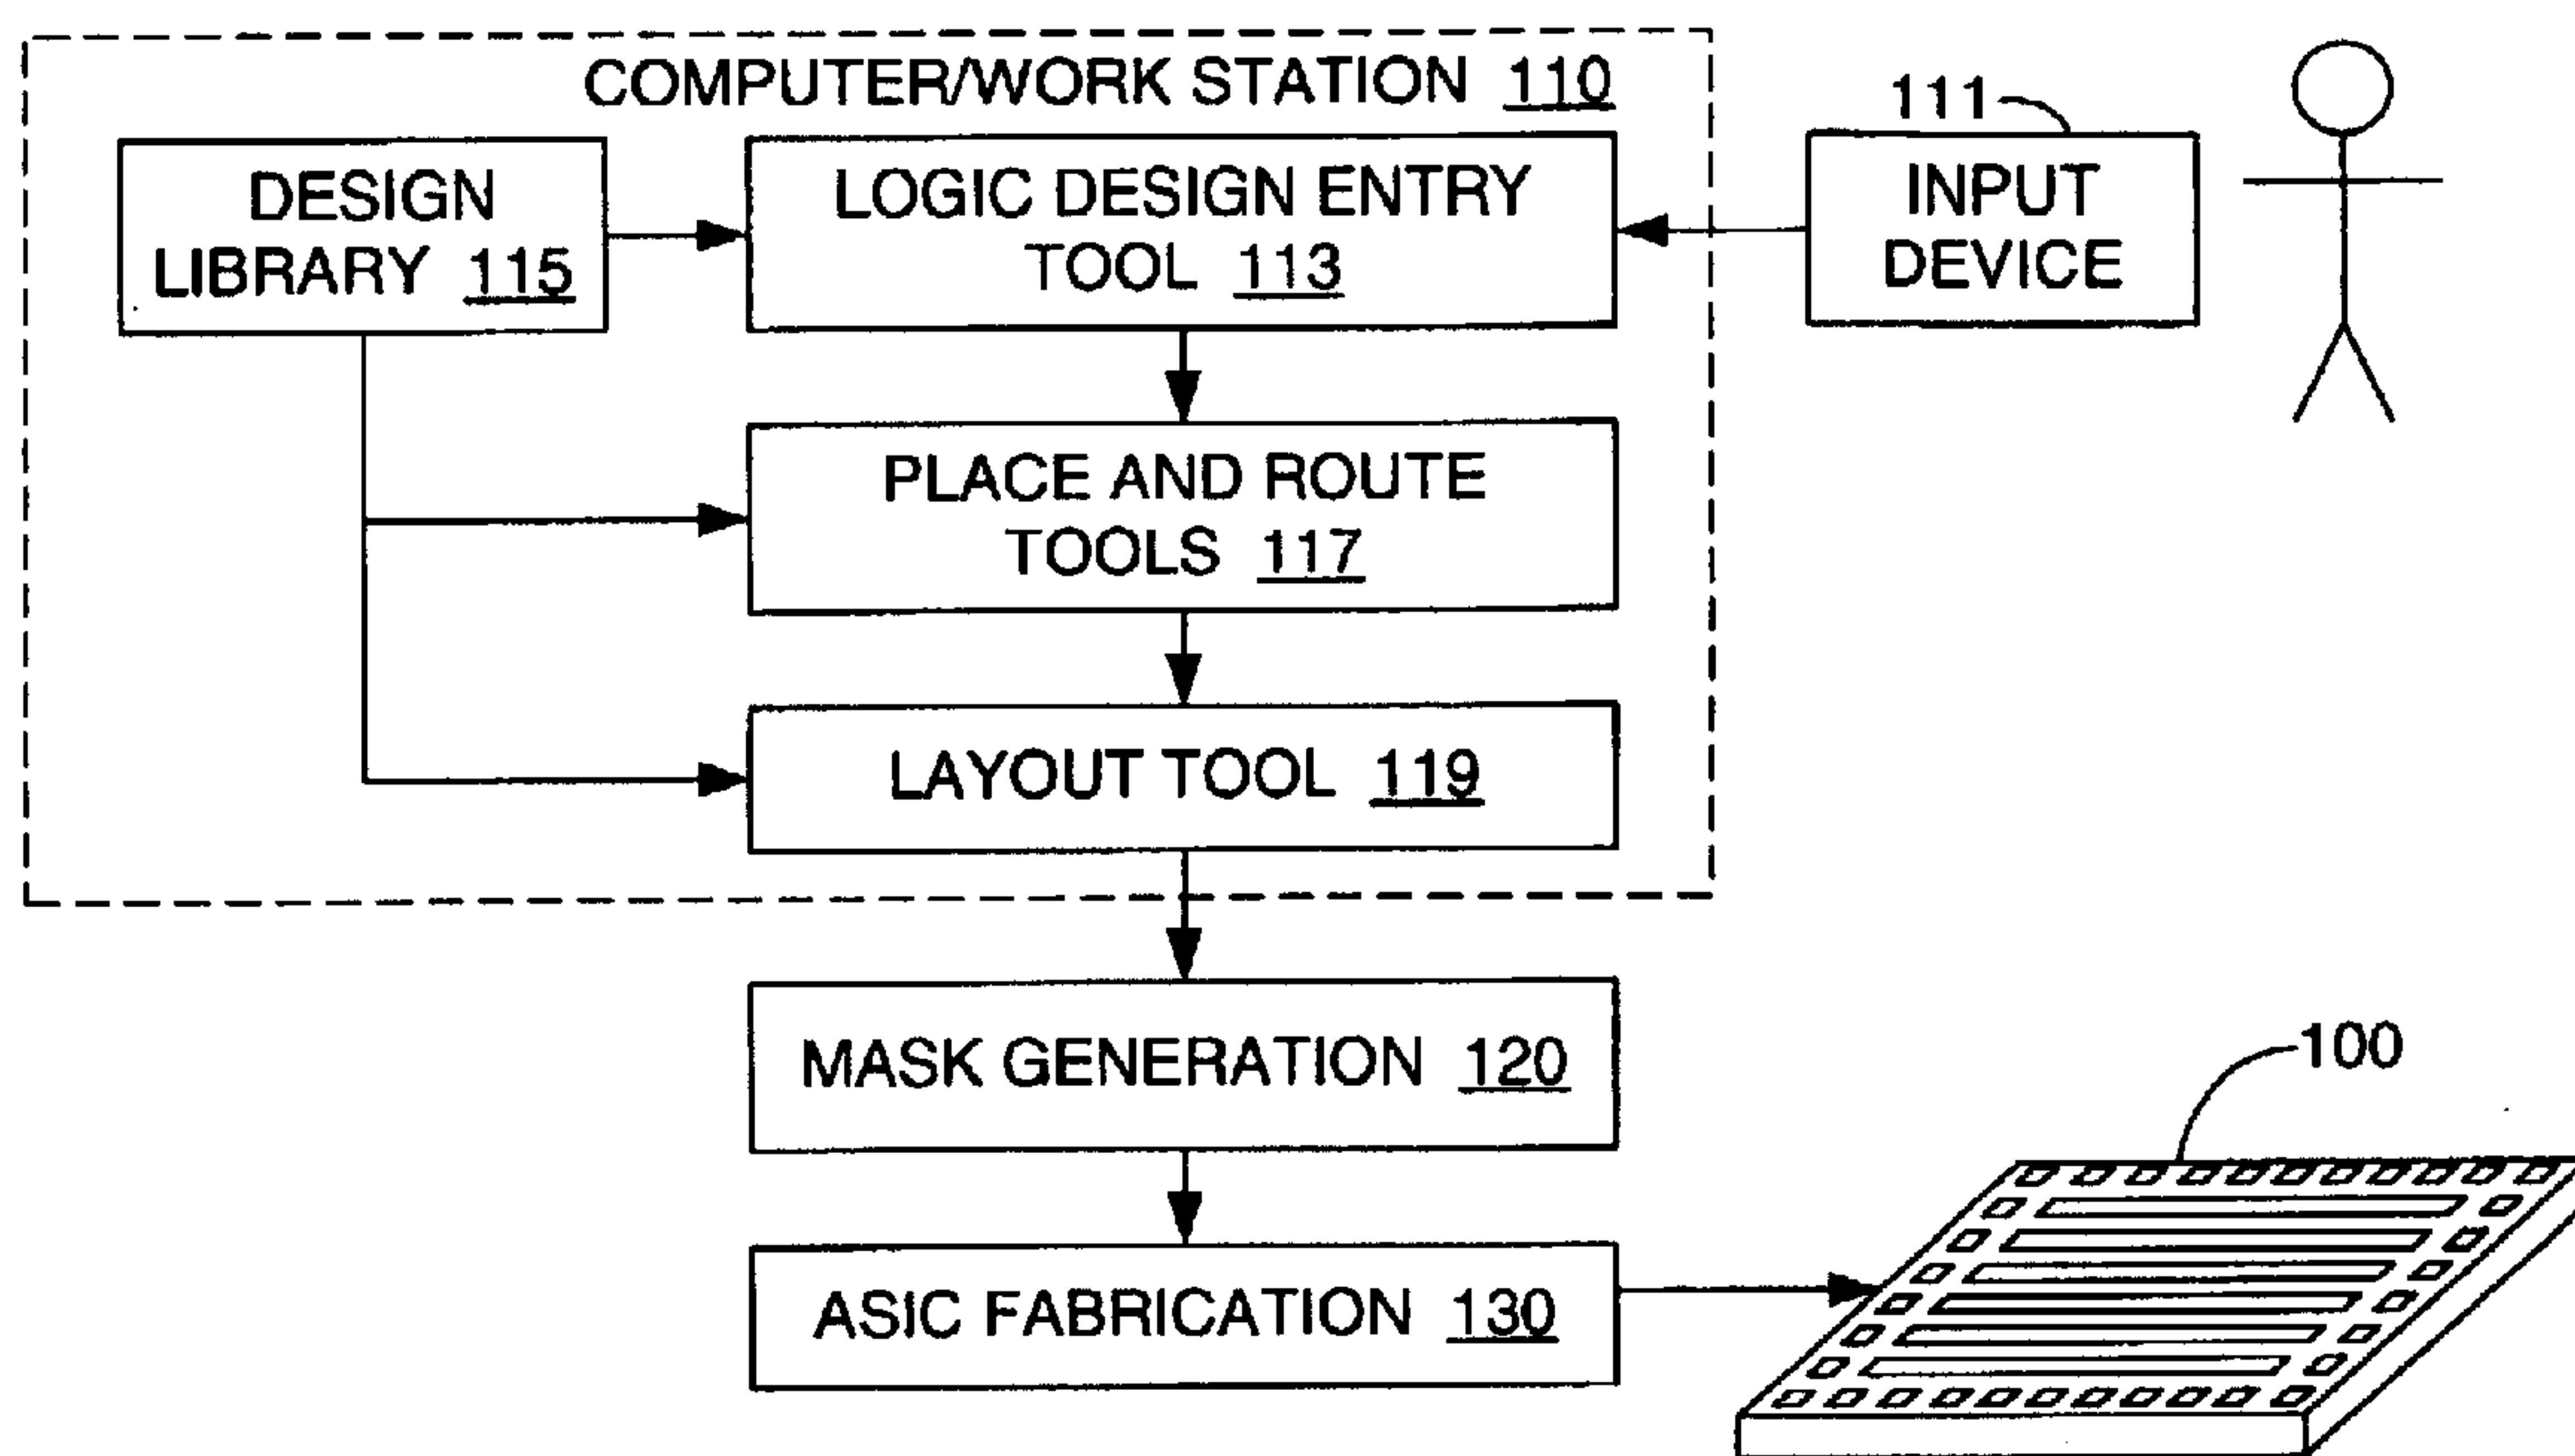 COMPUTER/WORK STATION 110
111
DESIGN
LIBRARY 115
LOGIC DESIGN ENTRY
TOOL 113
INPUT
DEVICE
PLACE AND ROUTE
TOOLS 117
LAYOUT TOOL 119
MASK GENERATION 120
100
ASIC FABRICATION 130